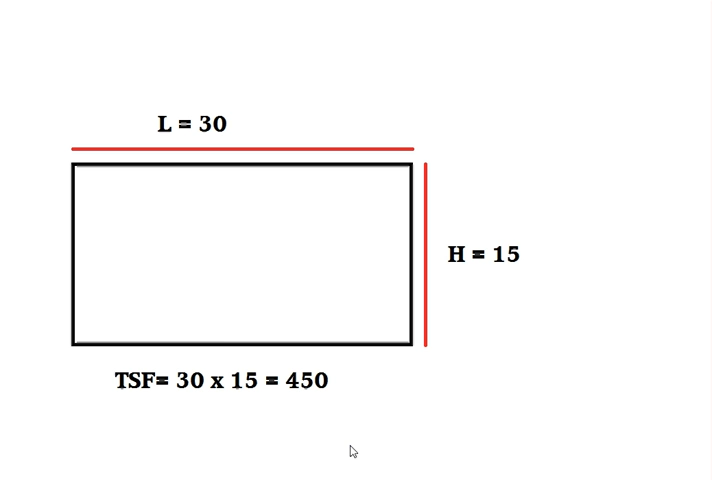 L = 30
H = 15
TSF= 30 x 15 = 450